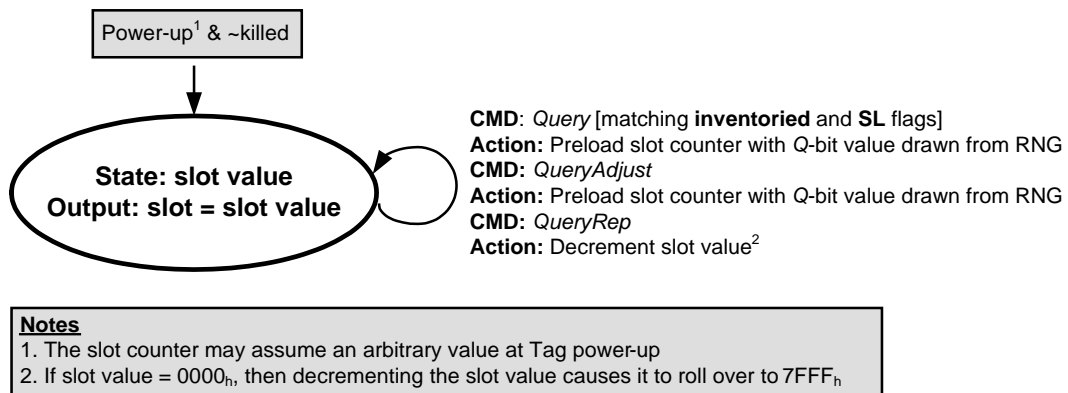 Power-up¹ & ~killed
State: slot value
Output: slot = slot value
CMD: Query [matching inventoried and SL flags]
Action: Preload slot counter with Q-bit value drawn from RNG
CMD: QueryAdjust
Action: Preload slot counter with Q-bit value drawn from RNG
CMD: QueryRep
Action: Decrement slot value²
Notes
1. The slot counter may assume an arbitrary value at Tag power-up
2. If slot value = 0000ₕ, then decrementing the slot value causes it to roll over to 7FFFₕ